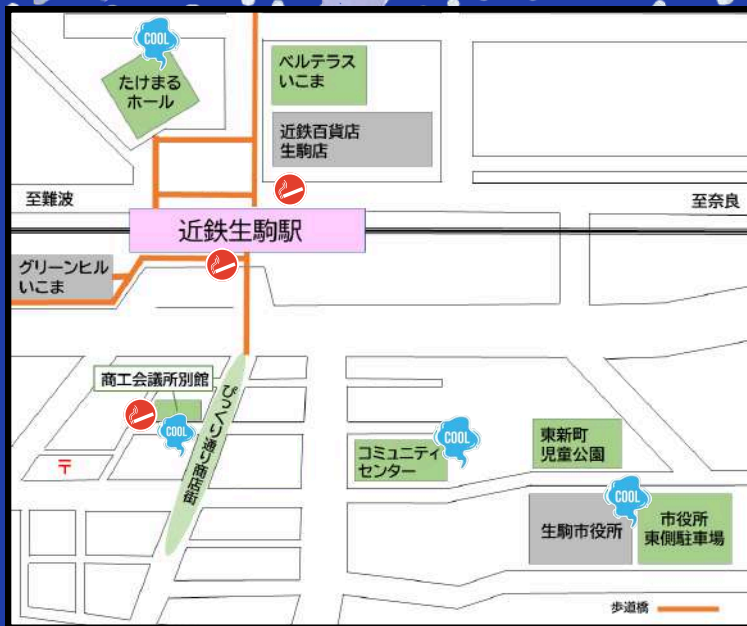 COOL
たけまる
ホール
ベルテラス
いこま
近鉄百貨店
生駒店
至難波
至奈良
近鉄生駒駅
グリーンヒル
いこま
商工会議所別館
COOL
〒
びっくり通り商店街
コミュニティ
センター
COOL
東新町
児童公園
COOL
生駒市役所
市役所
東側駐車場
歩道橋